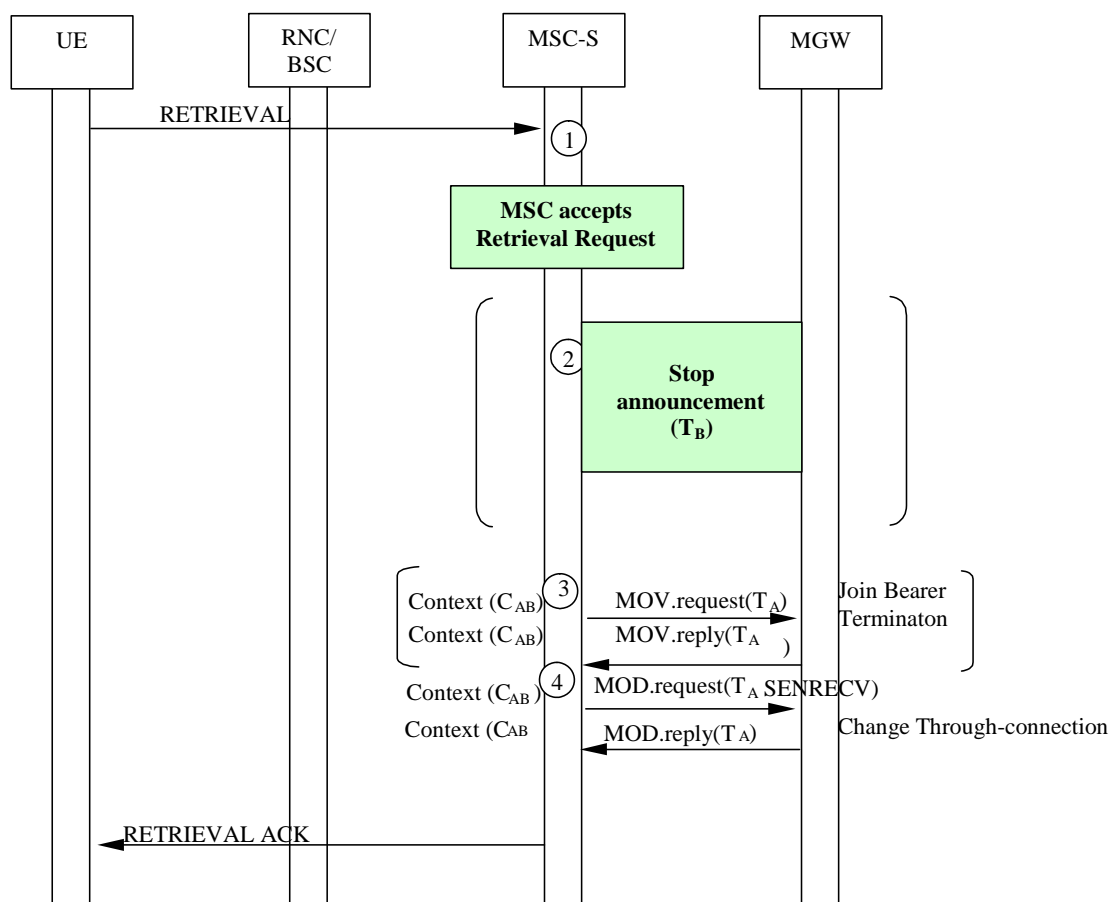 UE
RNC/
BSC
MSC-S
MGW
RETRIEVAL
1
MSC accepts
Retrieval Request
2
Stop
announcement
(TB)
3
Context (CAB)
MOV.request(TA)
Join Bearer
Terminaton
Context (CAB)
MOV.reply(TA )
4
Context (CAB)
MOD.request(TA SENRECV)
Context (CAB
MOD.reply(TA)
Change Through-connection
RETRIEVAL ACK